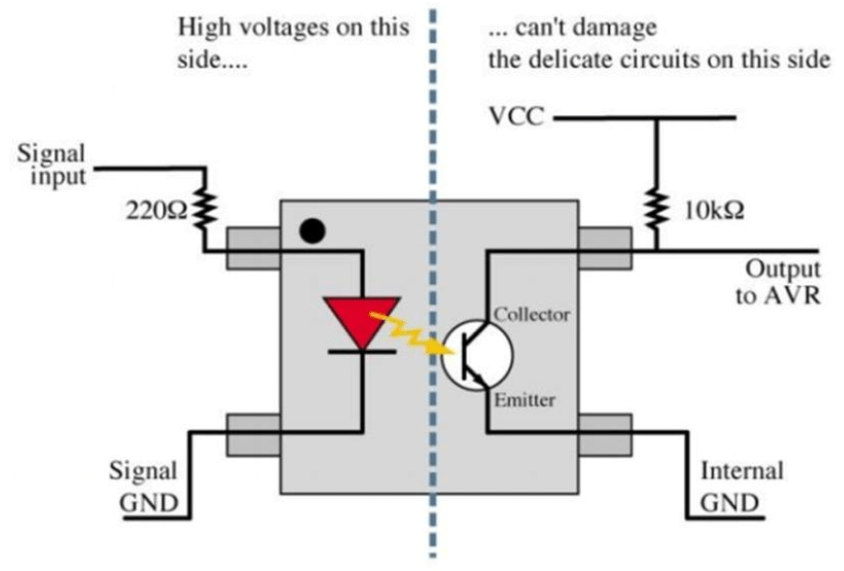 High voltages on this
side....
... can't damage
the delicate circuits on this side
VCC
Signal
input
220Ω
10kΩ
Output
to AVR
Collector
Emitter
Signal
GND
Internal
GND